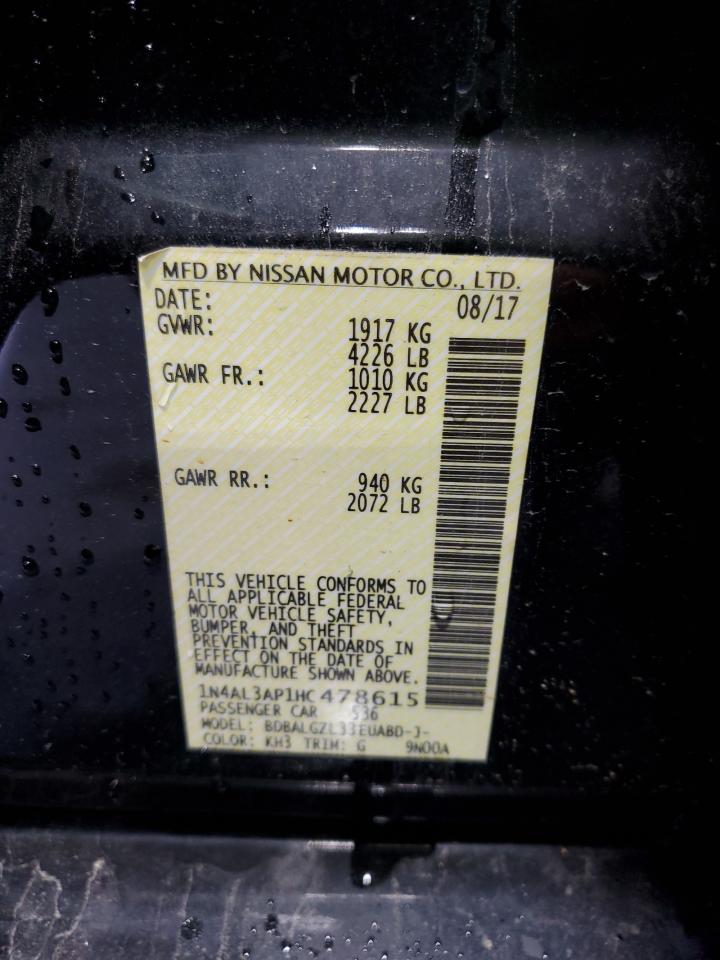 MFD BY NISSAN MOTOR CO., LTD.
DATE: 08/17
GVWR: 1917 KG
4226 LB
GAWR FR.: 1010 KG
2227 LB
GAWR RR.: 940 KG
2072 LB
THIS VEHICLE CONFORMS TO
ALL APPLICABLE FEDERAL
MOTOR VEHICLE SAFETY,
BUMPER, AND THEFT
PREVENTION STANDARDS IN
EFFECT ON THE DATE OF
MANUFACTURE SHOWN ABOVE.
1N4AL3AP1HC478615
PASSENGER CAR 536
MODEL: BDBALGZL33EUABD-J-
COLOR: KH3 TRIM: G 9N00A